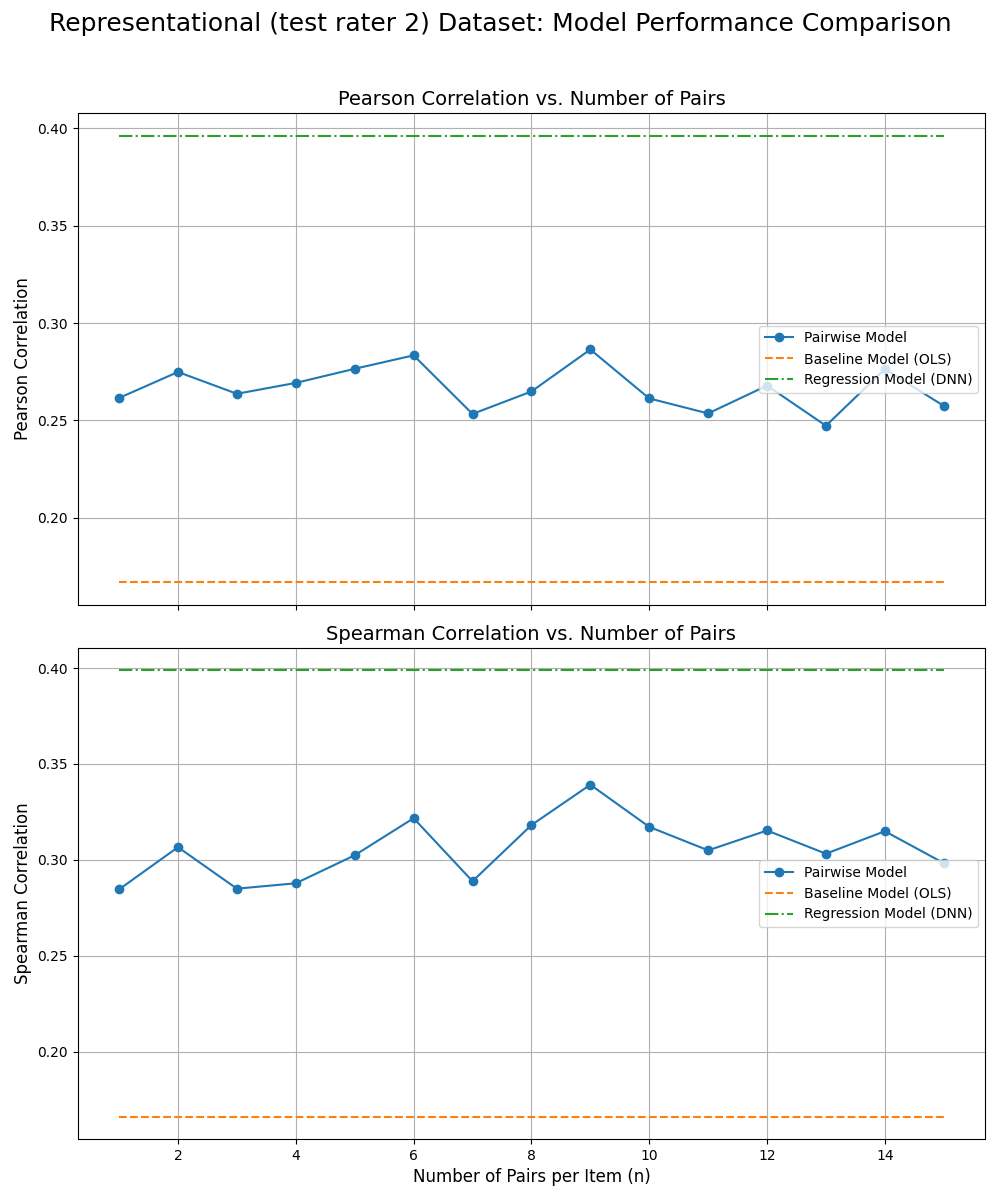 Representational (test rater 2) Dataset: Model Performance Comparison
Pearson Correlation vs. Number of Pairs
0.40
0.35
0.30
0.25
0.20
Pearson Correlation
Pairwise Model
Baseline Model (OLS)
Regression Model (DNN)
Spearman Correlation vs. Number of Pairs
0.40
0.35
0.30
0.25
0.20
Spearman Correlation
Pairwise Model
Baseline Model (OLS)
Regression Model (DNN)
2 4 6 8 10 12 14
Number of Pairs per Item (n)